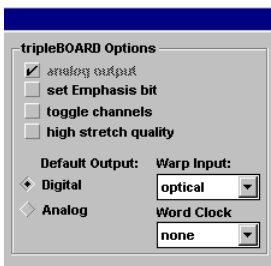 tripleBOARD Options
analog output
set Emphasis bit
toggle channels
high stretch quality
Default Output: Warp Input:
Digital optical
Analog Word Clock
none